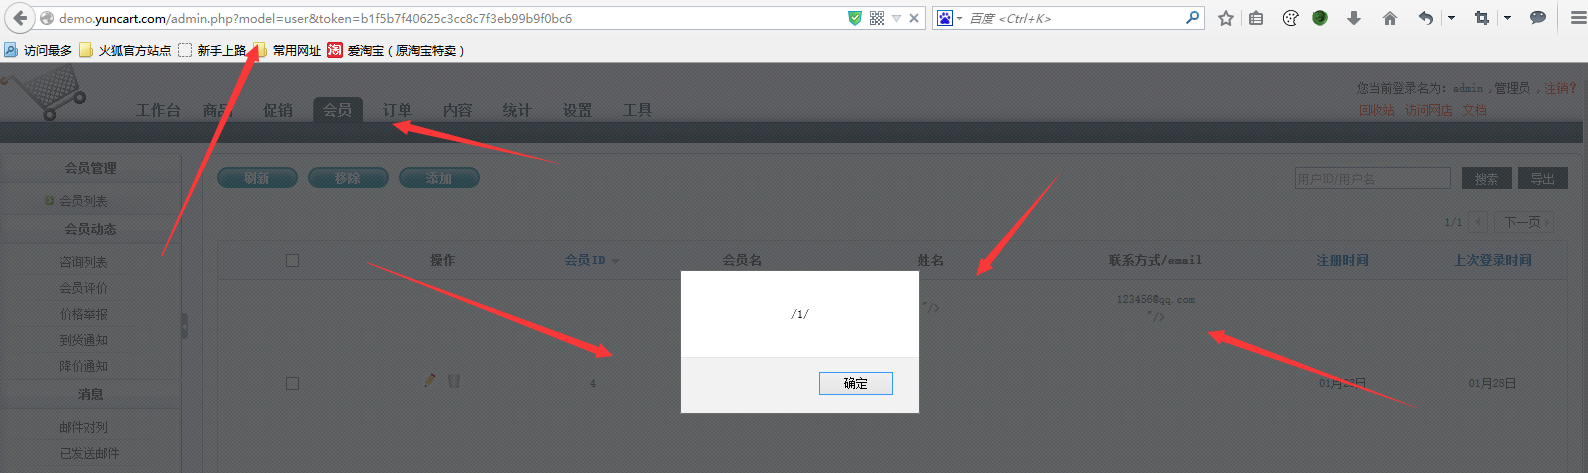 demo.yuncart.com/admin.php?model=user&token=b1f5b7f40625c3cc8c7f3eb99b9f0bc6
百度 <Ctrl+K>
访问最多 火狐官方站点 新手上路 常用网址 淘 爱淘宝（原淘宝特卖）
您当前登录名为: admin ,管理员 , 注销?
工作台 商品 促销 会员 订单 内容 统计 设置 工具
回收站 访问网店 文档
会员管理
会员列表
会员动态
咨询列表
会员评价
价格举报
到货通知
降价通知
消息
邮件对列
已发送邮件
刷新 移除 添加
用户ID/用户名 搜索 导出
1/1 下一页
操作 会员ID 会员名 姓名 联系方式/email 注册时间 上次登录时间
"/> 123456@qq.com
"/>
4 01月28日 01月28日
/1/
确定